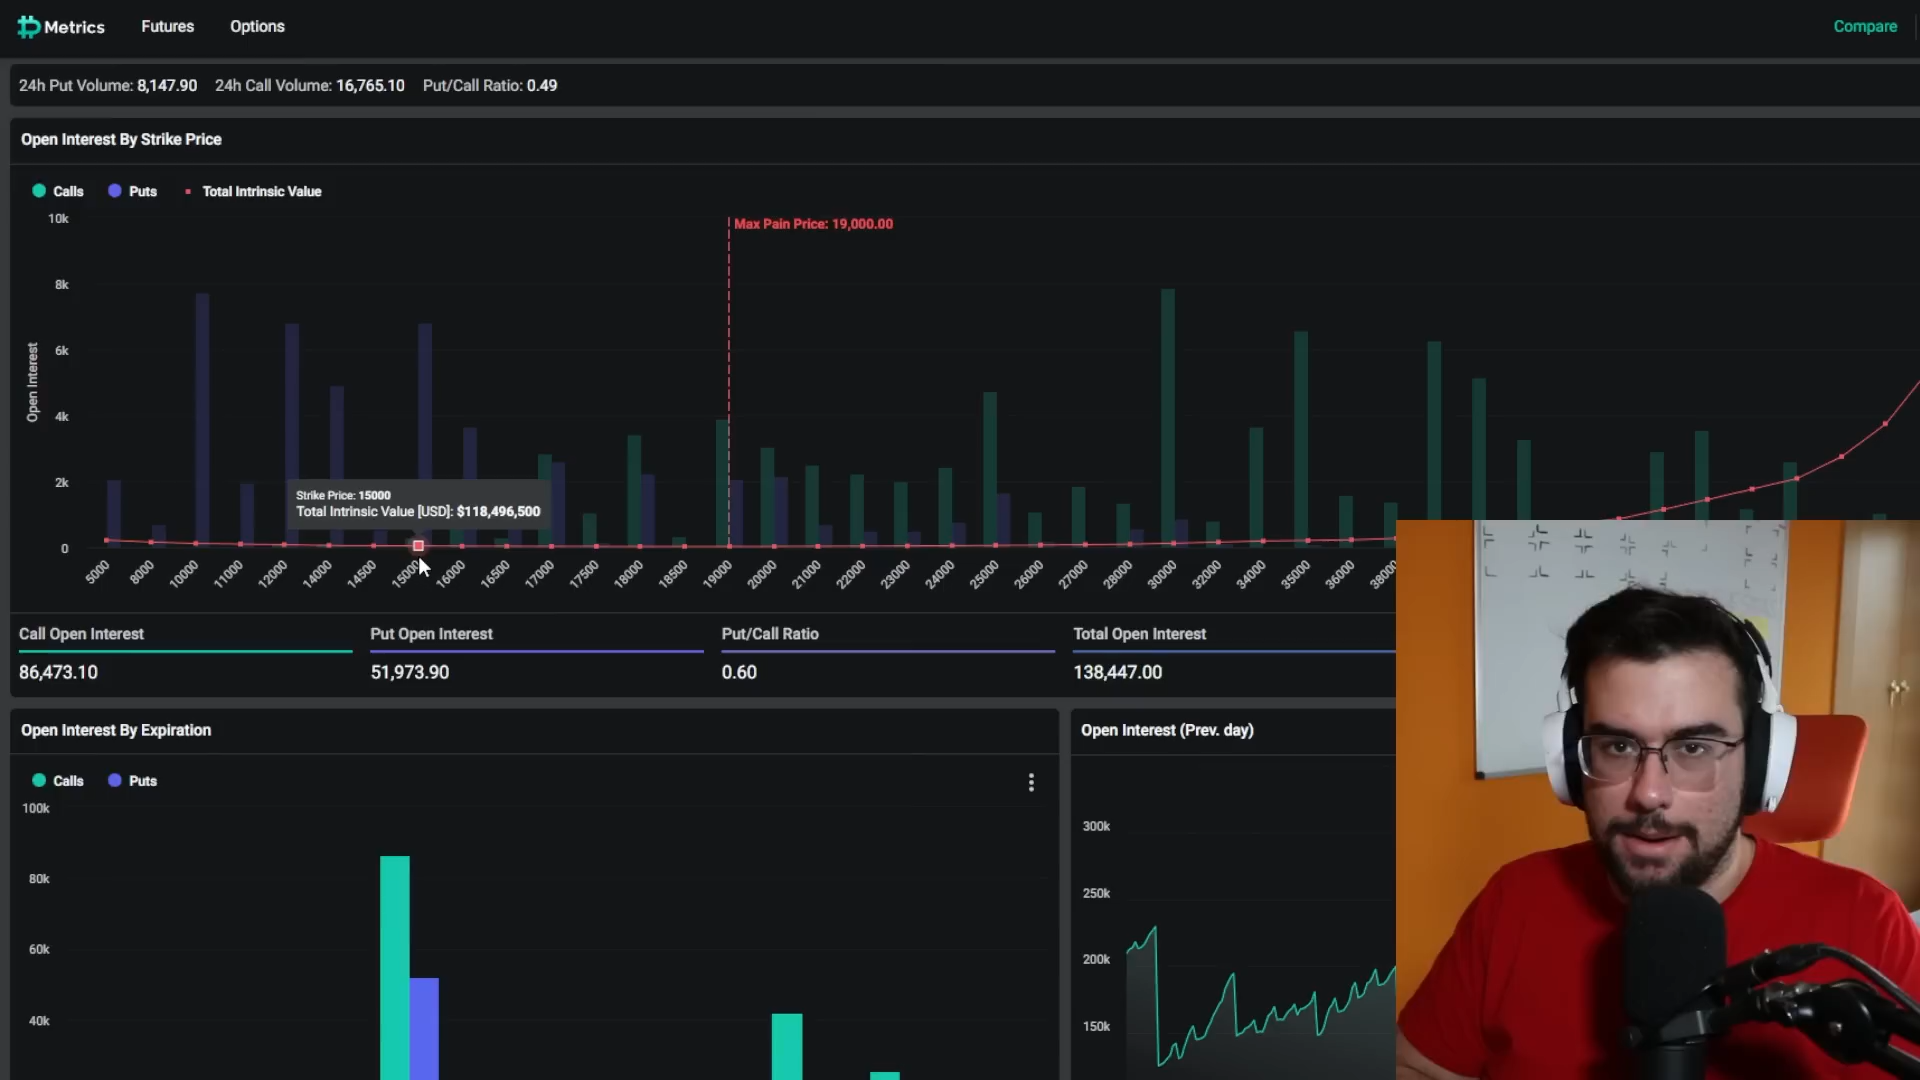 Metrics Futures Options Compare
24h Put Volume: 8,147.90 24h Call Volume: 16,765.10 Put/Call Ratio: 0.49
Open Interest By Strike Price
Calls Puts Total Intrinsic Value
10k
Max Pain Price: 19,000.00
8k
6k
Open Interest
4k
2k
Strike Price: 15000
Total Intrinsic Value [USD]: $118,496,500
0
5000 8000 10000 11000 12000 14000 14500 15000 16000 16500 17000 17500 18000 18500 19000 20000 21000 22000 23000 24000 25000 26000 27000 28000 30000 32000 34000 35000 36000 38000
Call Open Interest Put Open Interest Put/Call Ratio Total Open Interest
86,473.10 51,973.90 0.60 138,447.00
Open Interest By Expiration
Calls Puts
100k
80k
60k
40k
Open Interest (Prev. day)
300k
250k
200k
150k